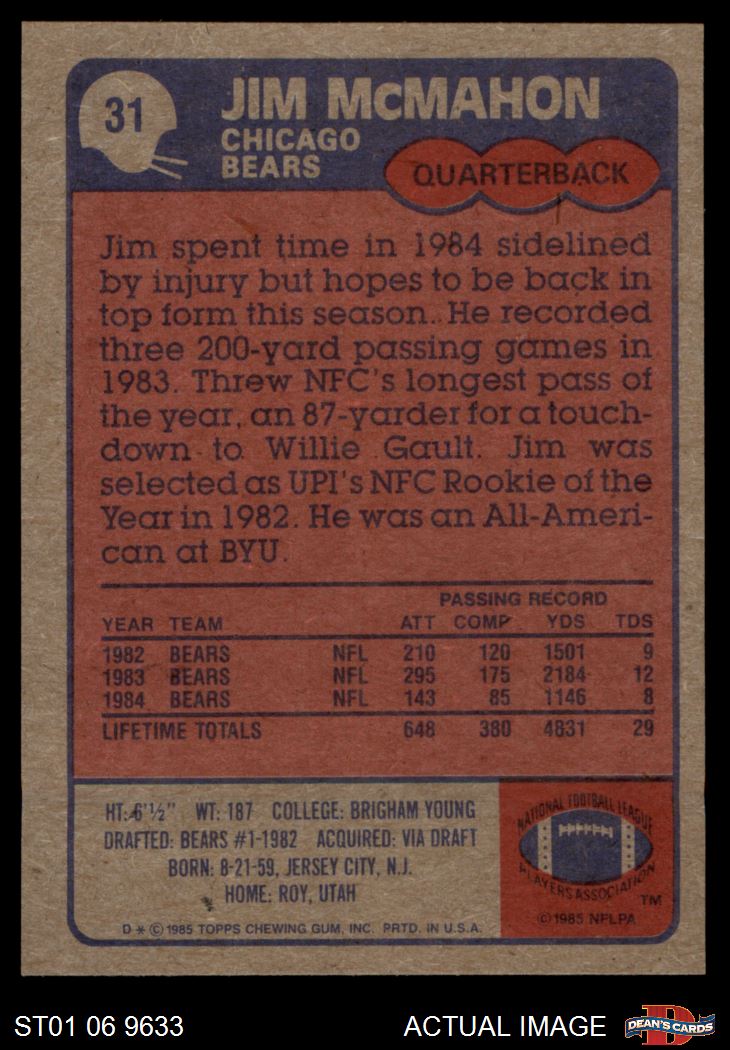 31
JIM McMAHON
CHICAGO
BEARS
QUARTERBACK
Jim spent time in 1984 sidelined
by injury but hopes to be back in
top form this season. He recorded
three 200-yard passing games in
1983. Threw NFC's longest pass of
the year, an 87-yarder for a touch-
down to Willie Gault. Jim was
selected as UPI's NFC Rookie of the
Year in 1982. He was an All-Ameri-
can at BYU.
PASSING RECORD
YEAR TEAM ATT COMP YDS TDS
1982 BEARS NFL 210 120 1501 9
1983 BEARS NFL 295 175 2184 12
1984 BEARS NFL 143 85 1146 8
LIFETIME TOTALS 648 380 4831 29
HT: 6'½" WT: 187 COLLEGE: BRIGHAM YOUNG
DRAFTED: BEARS #1-1982 ACQUIRED: VIA DRAFT
BORN: 8-21-59, JERSEY CITY, N.J.
HOME: ROY, UTAH
D * © 1985 TOPPS CHEWING GUM, INC. PRTD. IN U.S.A.
NATIONAL FOOTBALL LEAGUE
PLAYERS ASSOCIATION
TM
© 1985 NFLPA
ST01 06 9633
ACTUAL IMAGE
D
DEAN'S CARDS